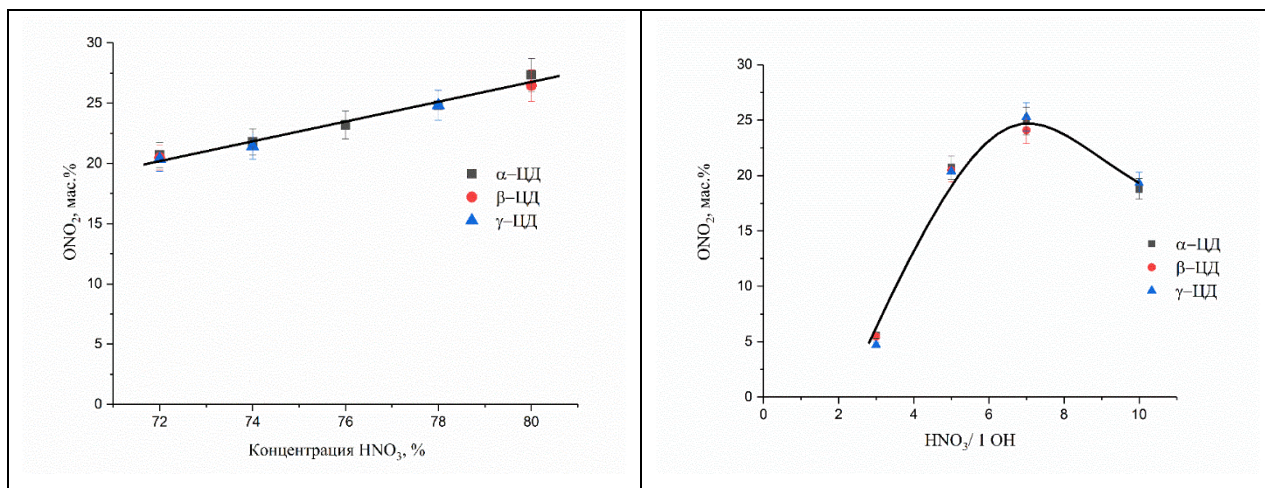 30
25
20
15
10
5
0
ONO₂, мас.%
α–ЦД
β–ЦД
γ–ЦД
72 74 76 78 80
Концентрация HNO₃, %
30
25
20
15
10
5
0
ONO₂, мас.%
α–ЦД
β–ЦД
γ–ЦД
0 2 4 6 8 10
HNO₃/ 1 OH